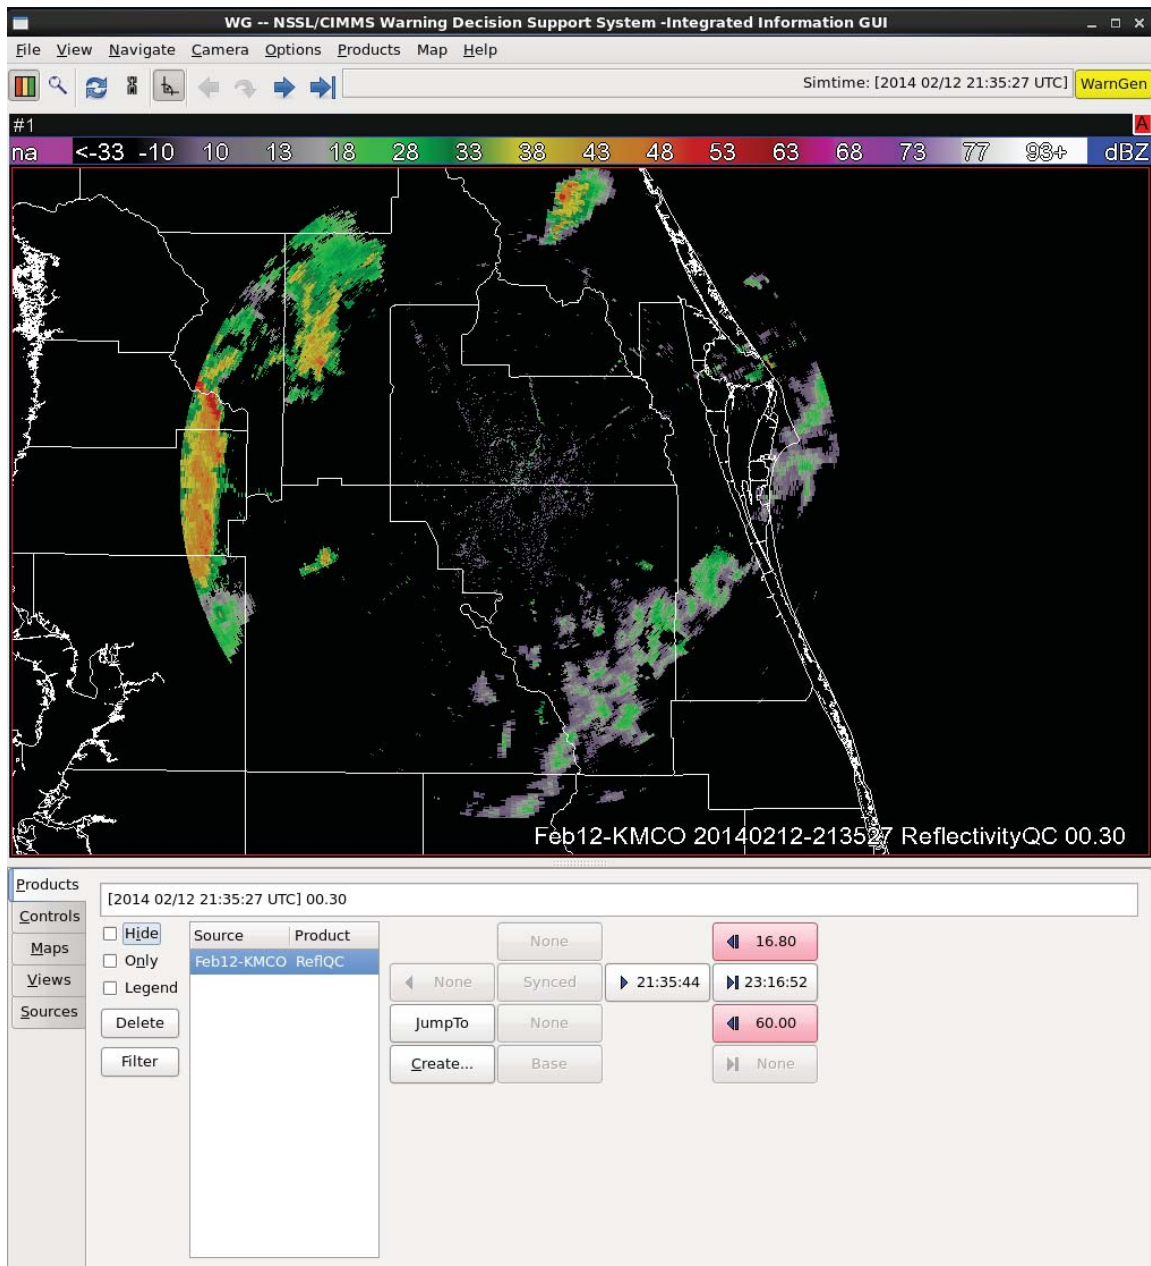 WG -- NSSL/CIMMS Warning Decision Support System -Integrated Information GUI
File View Navigate Camera Options Products Map Help
Simtime: [2014 02/12 21:35:27 UTC] WarnGen
#1 A
na <-33 -10 10 13 18 28 33 38 43 48 53 63 68 73 77 93+ dBZ
Feb12-KMCO 20140212-213527 ReflectivityQC 00.30
Products
Controls
Maps
Views
Sources
[2014 02/12 21:35:27 UTC] 00.30
Hide
Only
Legend
Delete
Filter
Source Product
Feb12-KMCO ReflQC
None 16.80
None Synced 21:35:44 23:16:52
JumpTo None 60.00
Create... Base None